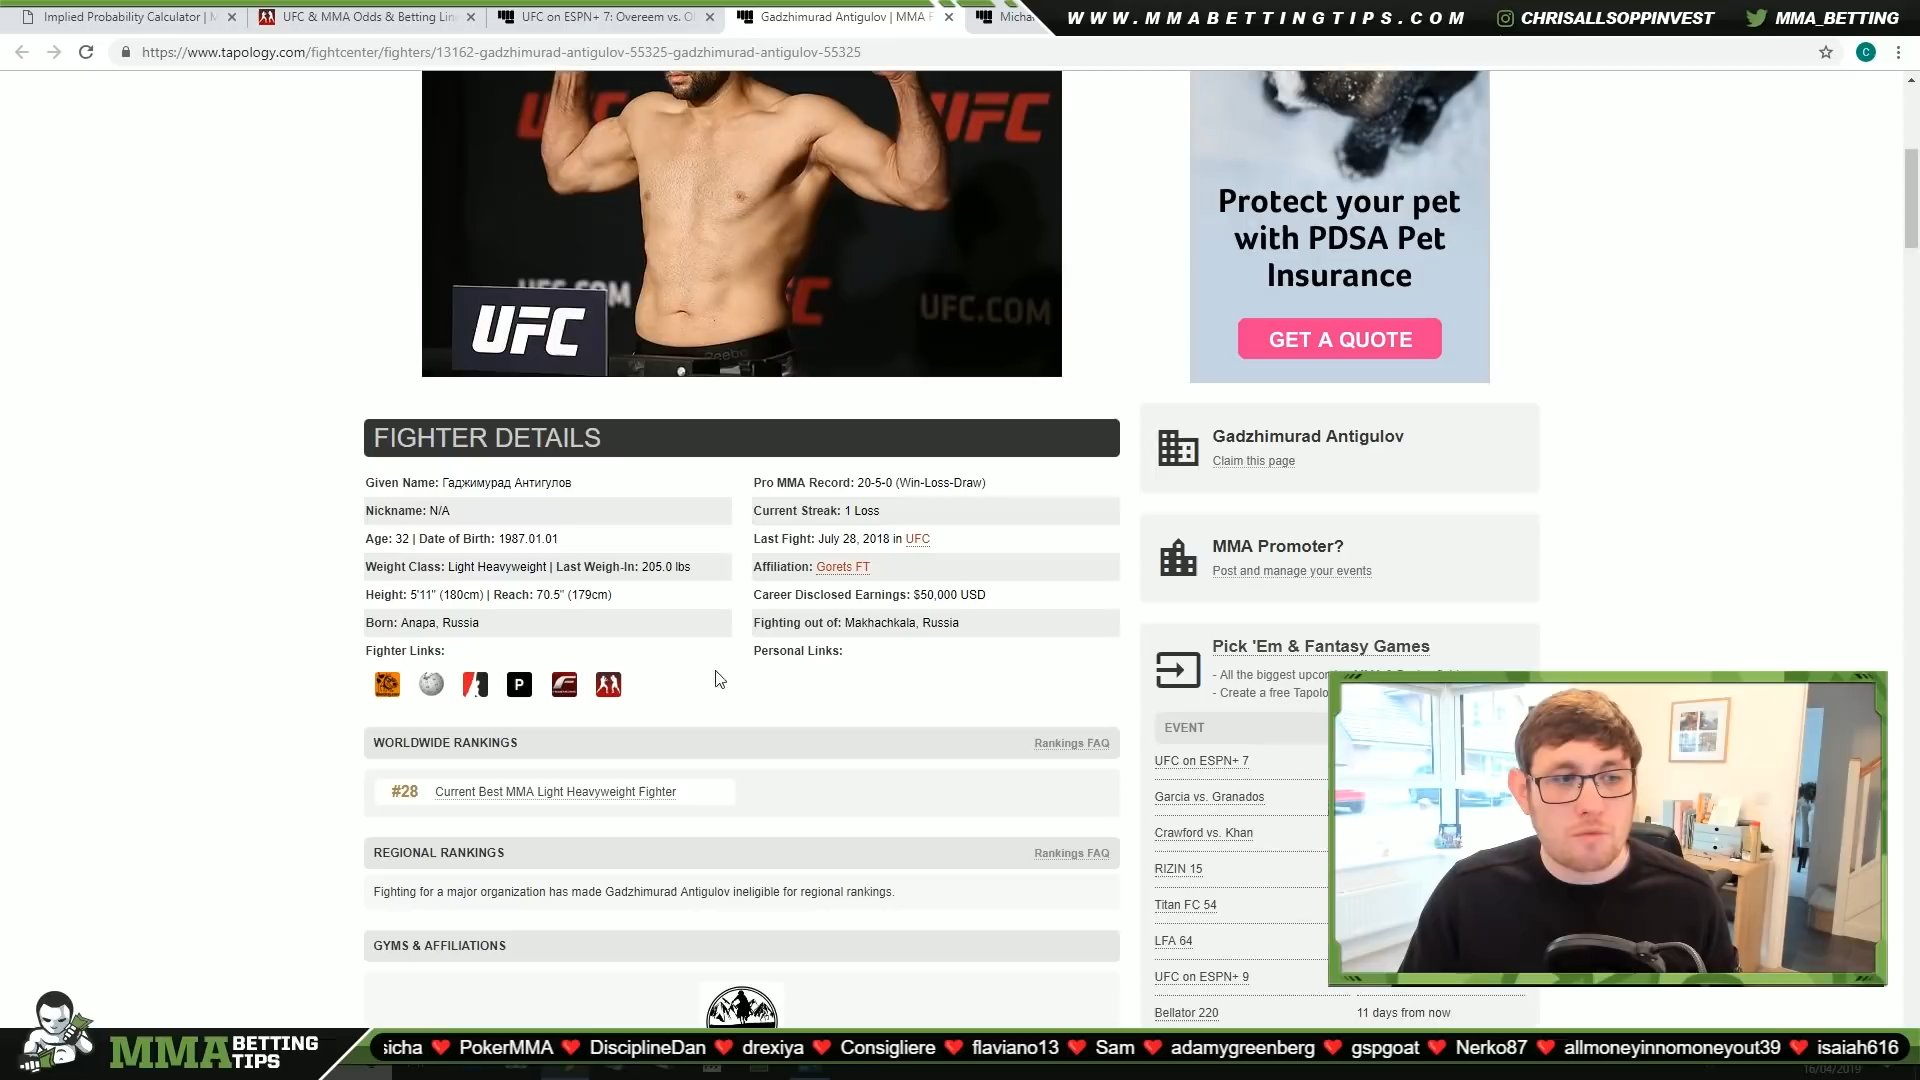 Implied Probability Calculator | M
UFC & MMA Odds & Betting Lin
UFC on ESPN+ 7: Overeem vs. Ol
Gadzhimurad Antigulov | MMA F
Micha
WWW.MMABETTINGTIPS.COM
CHRISALLSOPPINVEST
MMA_BETTING
https://www.tapology.com/fightcenter/fighters/13162-gadzhimurad-antigulov-55325-gadzhimurad-antigulov-55325
C
UFC
UFC
UFC.COM
UFC
Reebok
Protect your pet
with PDSA Pet
Insurance
GET A QUOTE
FIGHTER DETAILS
Given Name: Гаджимурад Антигулов
Pro MMA Record: 20-5-0 (Win-Loss-Draw)
Nickname: N/A
Current Streak: 1 Loss
Age: 32 | Date of Birth: 1987.01.01
Last Fight: July 28, 2018 in UFC
Weight Class: Light Heavyweight | Last Weigh-In: 205.0 lbs
Affiliation: Gorets FT
Height: 5'11" (180cm) | Reach: 70.5" (179cm)
Career Disclosed Earnings: $50,000 USD
Born: Anapa, Russia
Fighting out of: Makhachkala, Russia
Fighter Links:
Personal Links:
P
WORLDWIDE RANKINGS
Rankings FAQ
#28 Current Best MMA Light Heavyweight Fighter
REGIONAL RANKINGS
Rankings FAQ
Fighting for a major organization has made Gadzhimurad Antigulov ineligible for regional rankings.
GYMS & AFFILIATIONS
Gadzhimurad Antigulov
Claim this page
MMA Promoter?
Post and manage your events
Pick 'Em & Fantasy Games
- All the biggest upcor
- Create a free Tapolo
EVENT
UFC on ESPN+ 7
Garcia vs. Granados
Crawford vs. Khan
RIZIN 15
Titan FC 54
LFA 64
UFC on ESPN+ 9
Bellator 220
11 days from now
MMA BETTING TIPS
sicha PokerMMA DisciplineDan drexiya Consigliere flaviano13 Sam adamygreenberg gspgoat Nerko87 allmoneyinnomoneyout39 isaiah616
16/04/2019